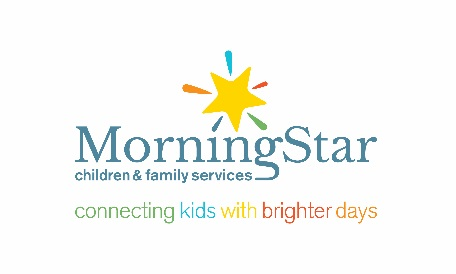 MorningStar
children & family services
connecting kids with brighter days